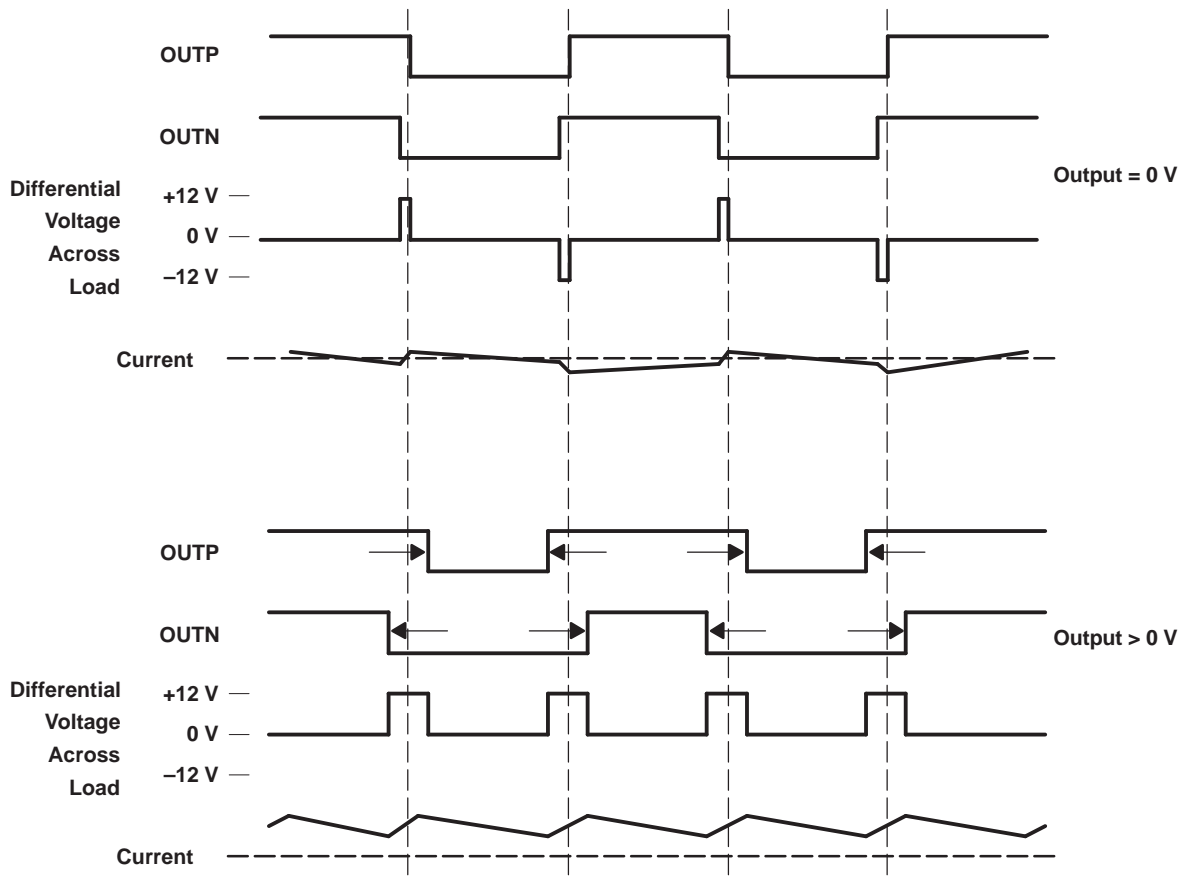 OUTP
OUTN
Output = 0 V
Differential
Voltage
Across
Load
+12 V
0 V
–12 V
Current
OUTP
OUTN
Output > 0 V
Differential
Voltage
Across
Load
+12 V
0 V
–12 V
Current